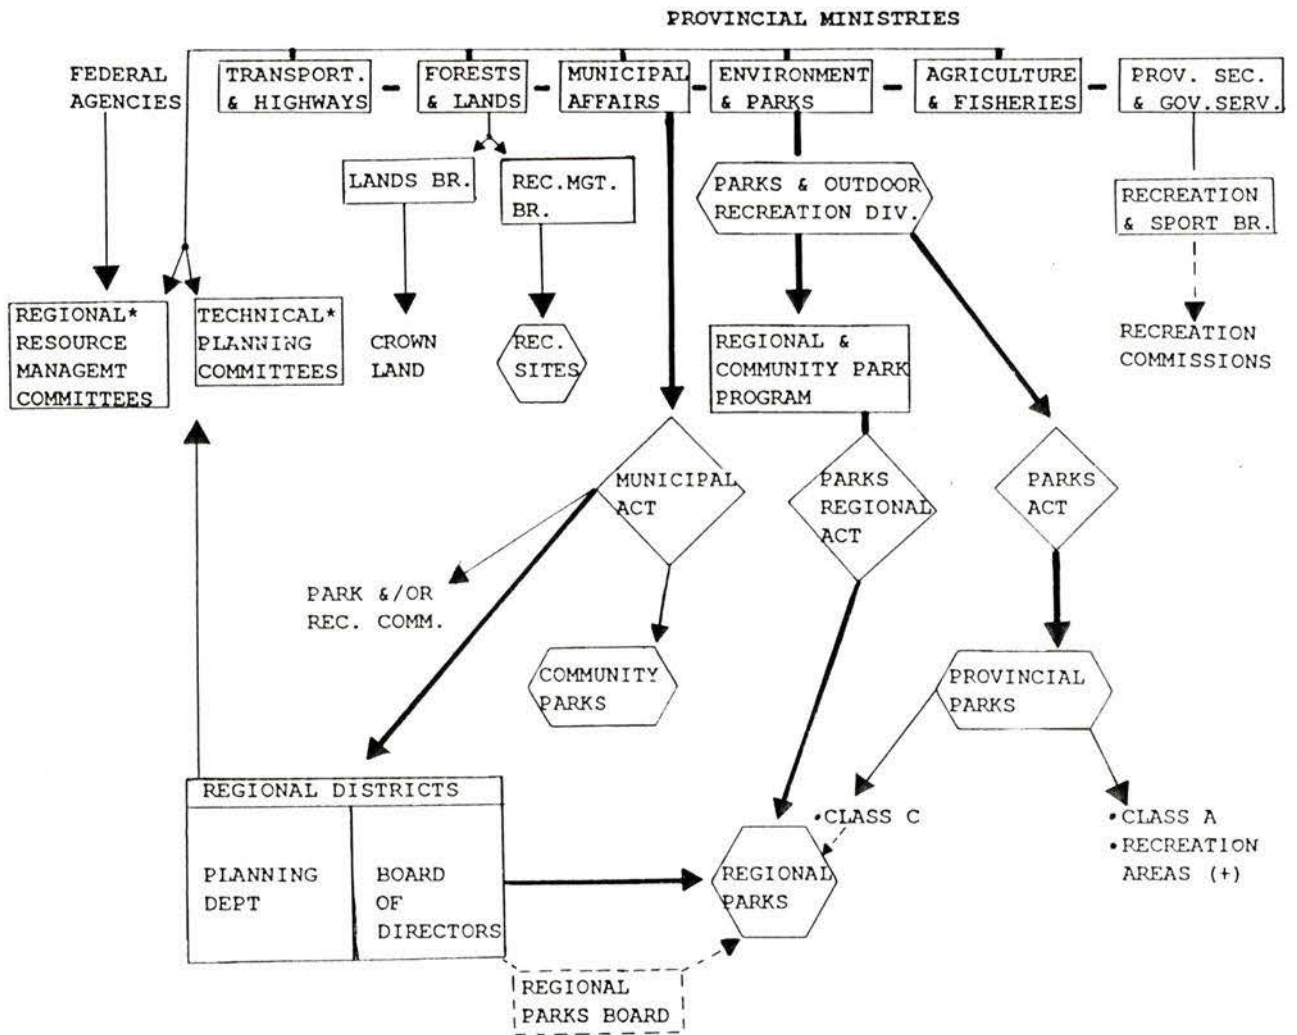 PROVINCIAL MINISTRIES
FEDERAL
AGENCIES
TRANSPORT.
& HIGHWAYS
FORESTS
& LANDS
MUNICIPAL
AFFAIRS
ENVIRONMENT
& PARKS
AGRICULTURE
& FISHERIES
PROV. SEC.
& GOV.SERV.
LANDS BR.
REC.MGT.
BR.
PARKS & OUTDOOR
RECREATION DIV.
RECREATION
& SPORT BR.
REGIONAL*
RESOURCE
MANAGEMT
COMMITTEES
TECHNICAL*
PLANNING
COMMITTEES
CROWN
LAND
REC.
SITES
REGIONAL &
COMMUNITY PARK
PROGRAM
RECREATION
COMMISSIONS
MUNICIPAL
ACT
PARKS
REGIONAL
ACT
PARKS
ACT
PARK &/OR
REC. COMM.
COMMUNITY
PARKS
PROVINCIAL
PARKS
REGIONAL DISTRICTS
PLANNING
DEPT
BOARD
OF
DIRECTORS
•CLASS C
•CLASS A
•RECREATION
AREAS (+)
REGIONAL
PARKS
REGIONAL
PARKS BOARD